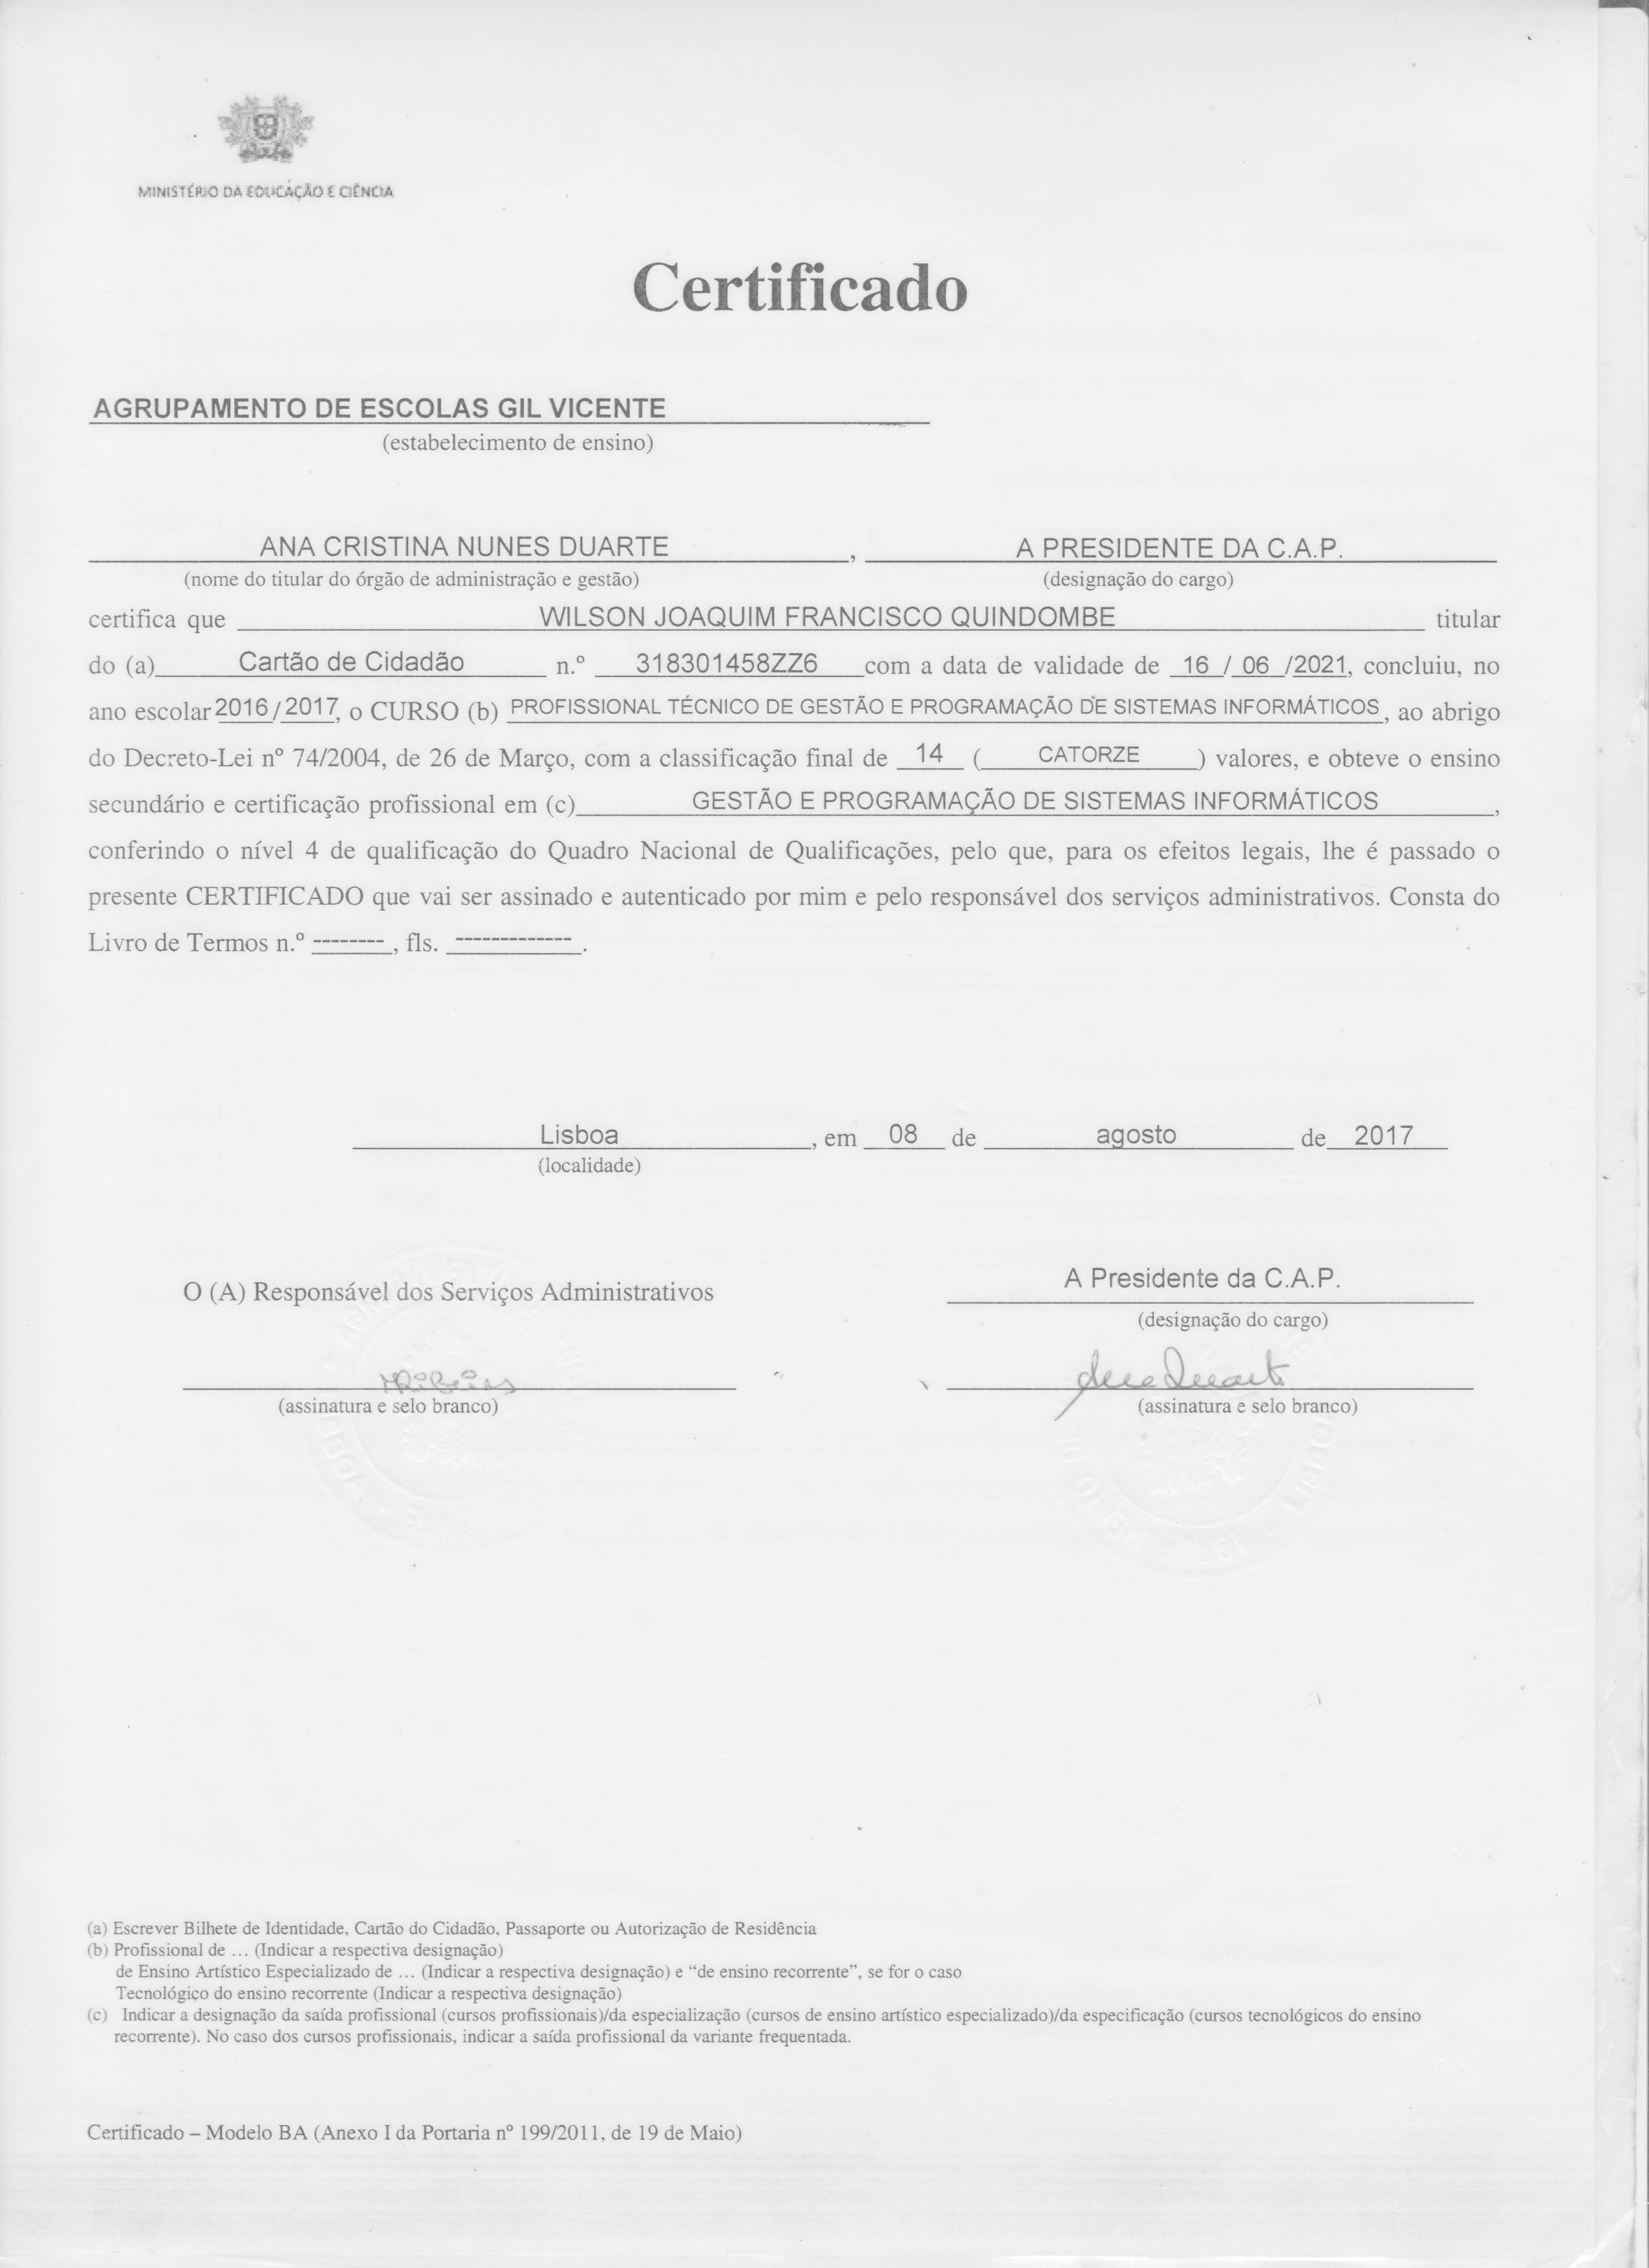 MINISTÉRIO DA EDUCAÇÃO E CIÊNCIA
Certificado
AGRUPAMENTO DE ESCOLAS GIL VICENTE
(estabelecimento de ensino)
ANA CRISTINA NUNES DUARTE , A PRESIDENTE DA C.A.P.
(nome do titular do órgão de administração e gestão) (designação do cargo)
certifica que WILSON JOAQUIM FRANCISCO QUINDOMBE titular
do (a) Cartão de Cidadão n.º 318301458ZZ6 com a data de validade de 16 / 06 /2021, concluiu, no
ano escolar 2016/2017, o CURSO (b) PROFISSIONAL TÉCNICO DE GESTÃO E PROGRAMAÇÃO DE SISTEMAS INFORMÁTICOS, ao abrigo
do Decreto-Lei nº 74/2004, de 26 de Março, com a classificação final de 14 ( CATORZE ) valores, e obteve o ensino
secundário e certificação profissional em (c) GESTÃO E PROGRAMAÇÃO DE SISTEMAS INFORMÁTICOS,
conferindo o nível 4 de qualificação do Quadro Nacional de Qualificações, pelo que, para os efeitos legais, lhe é passado o
presente CERTIFICADO que vai ser assinado e autenticado por mim e pelo responsável dos serviços administrativos. Consta do
Livro de Termos n.º --------, fls. -------------.
Lisboa, em 08 de agosto de 2017
(localidade)
O (A) Responsável dos Serviços Administrativos A Presidente da C.A.P.
(designação do cargo)
Ana Duarte
(assinatura e selo branco) (assinatura e selo branco)
(a) Escrever Bilhete de Identidade, Cartão do Cidadão, Passaporte ou Autorização de Residência
(b) Profissional de ... (Indicar a respectiva designação)
de Ensino Artístico Especializado de ... (Indicar a respectiva designação) e “de ensino recorrente”, se for o caso
Tecnológico do ensino recorrente (Indicar a respectiva designação)
(c) Indicar a designação da saída profissional (cursos profissionais)/da especialização (cursos de ensino artístico especializado)/da especificação (cursos tecnológicos do ensino
recorrente). No caso dos cursos profissionais, indicar a saída profissional da variante frequentada.
Certificado – Modelo BA (Anexo I da Portaria nº 199/2011, de 19 de Maio)